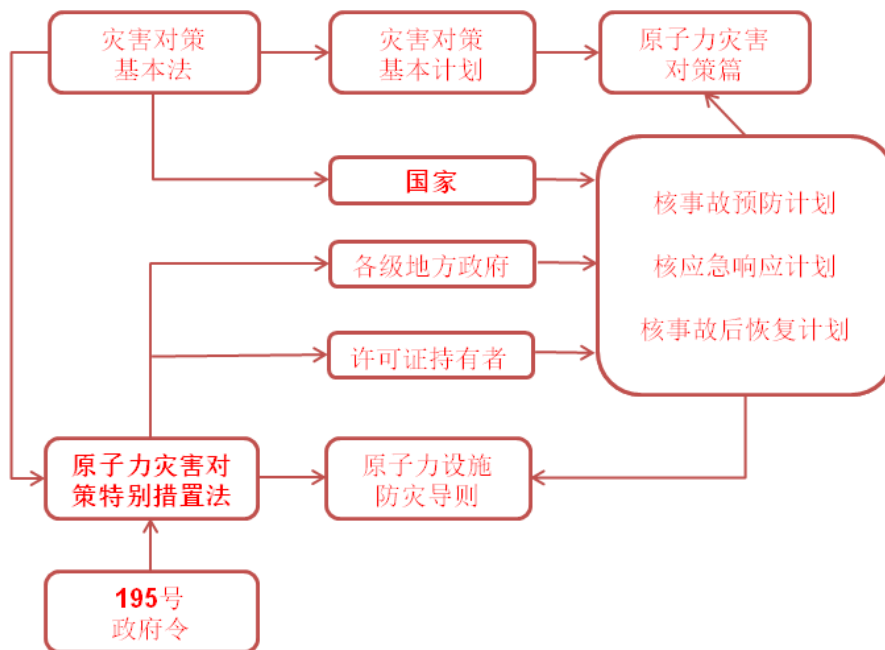 灾害对策
基本法
灾害对策
基本计划
原子力灾害
对策篇
国家
核事故预防计划
各级地方政府
核应急响应计划
核事故后恢复计划
许可证持有者
原子力灾害对
策特别措置法
原子力设施
防灾导则
195号
政府令